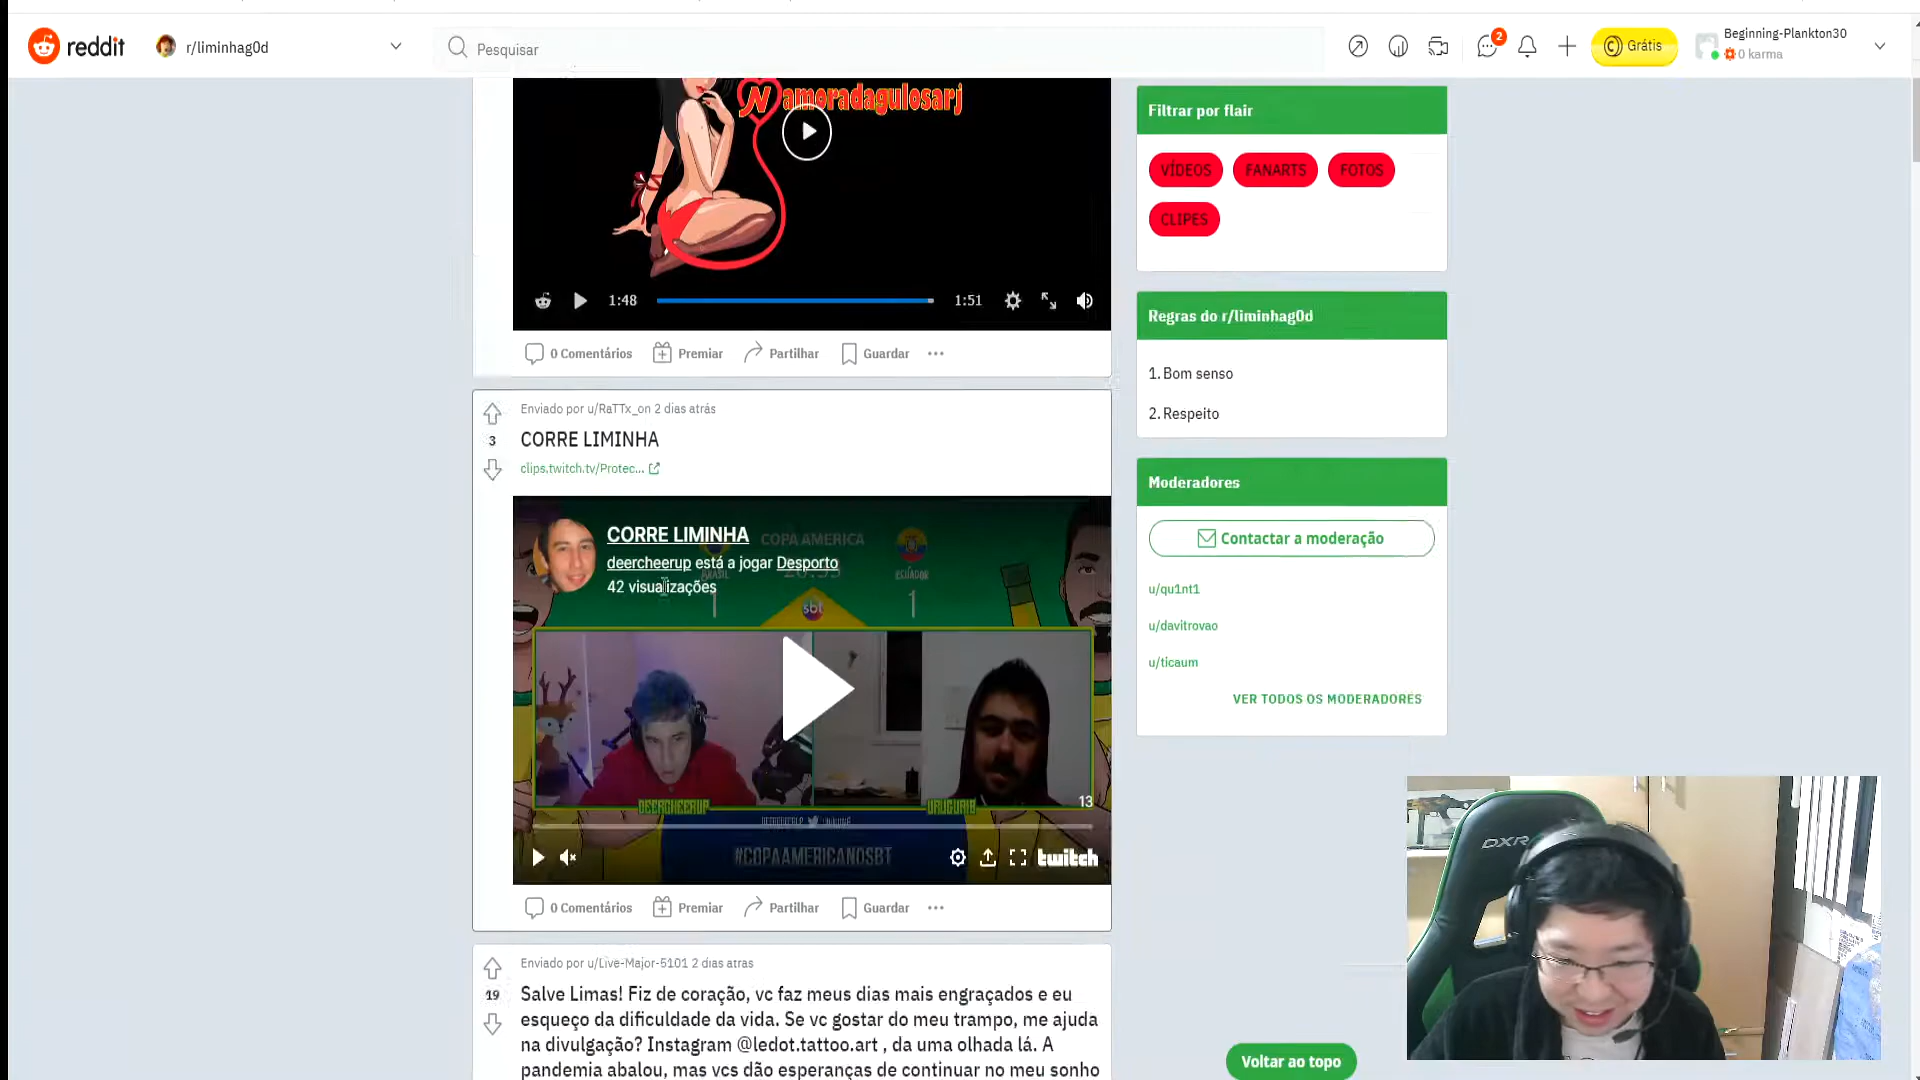 reddit
r/liminhag0d
Pesquisar
2
Grátis
Beginning-Plankton30
0 karma
Namoradagulosarj
1:48
1:51
0 Comentários
Premiar
Partilhar
Guardar
Enviado por u/RaTTx_on 2 dias atrás
3
CORRE LIMINHA
clips.twitch.tv/Protec...
CORRE LIMINHA
COPA AMERICA
deercheerup está a jogar Desporto
BRASIL
ECUADOR
42 visualizações
1
1
sbt
13
DEERCHEERUP
#COPAAMERICANOSBT
twitch
0 Comentários
Premiar
Partilhar
Guardar
Enviado por u/Live-Major-5101 2 dias atrás
19
Salve Limas! Fiz de coração, vc faz meus dias mais engraçados e eu
esqueço da dificuldade da vida. Se vc gostar do meu trampo, me ajuda
na divulgação? Instagram @ledot.tattoo.art , da uma olhada lá. A
pandemia abalou, mas vcs dão esperanças de continuar no meu sonho
Filtrar por flair
VÍDEOS
FANARTS
FOTOS
CLIPES
Regras do r/liminhag0d
1. Bom senso
2. Respeito
Moderadores
Contactar a moderação
u/qu1nt1
u/davitrovao
u/ticaum
VER TODOS OS MODERADORES
Voltar ao topo
DXR